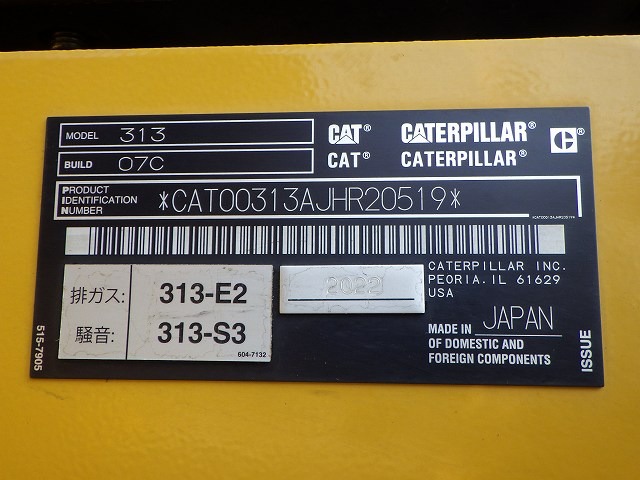 MODEL 313
BUILD 07C
CAT® CATERPILLAR® C®
CAT® CATERPILLAR®
PRODUCT IDENTIFICATION NUMBER *CAT00313AJHR20519*
*CAT00313AJHR20519*
排ガス: 313-E2
騒音: 313-S3
604-7132
2022
CATERPILLAR INC.
PEORIA. IL 61629
USA
MADE IN JAPAN
OF DOMESTIC AND
FOREIGN COMPONENTS
515-7905
ISSUE